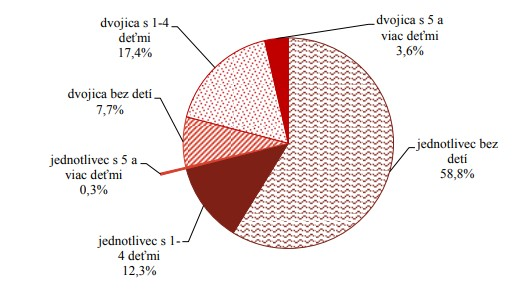 dvojica s 1-4
deťmi
17,4%
dvojica s 5 a
viac deťmi
3,6%
dvojica bez detí
7,7%
jednotlivec bez
detí
58,8%
jednotlivec s 5 a
viac deťmi
0,3%
jednotlivec s 1-
4 deťmi
12,3%